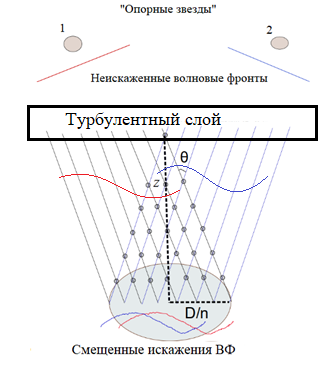 "Опорные звезды"
1
2
Неискаженные волновые фронты
Турбулентный слой
θ
z
D/n
Смещенные искажения ВФ